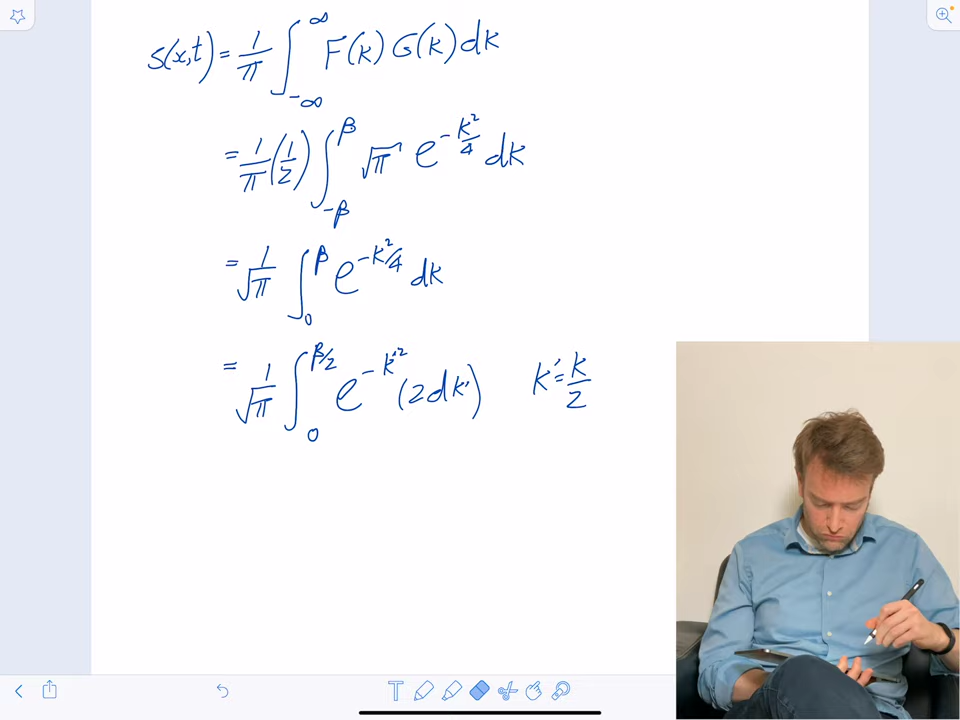 S(x,t) = 1/π ∫_{-∞}^{∞} F(k) G(k) dk
= 1/π (1/2) ∫_{-β}^{β} √π e^{-k²/4} dk
= 1/√π ∫_0^β e^{-k²/4} dk
= 1/√π ∫_0^{β/2} e^{-k'²} (2dk') k' = k/2
T